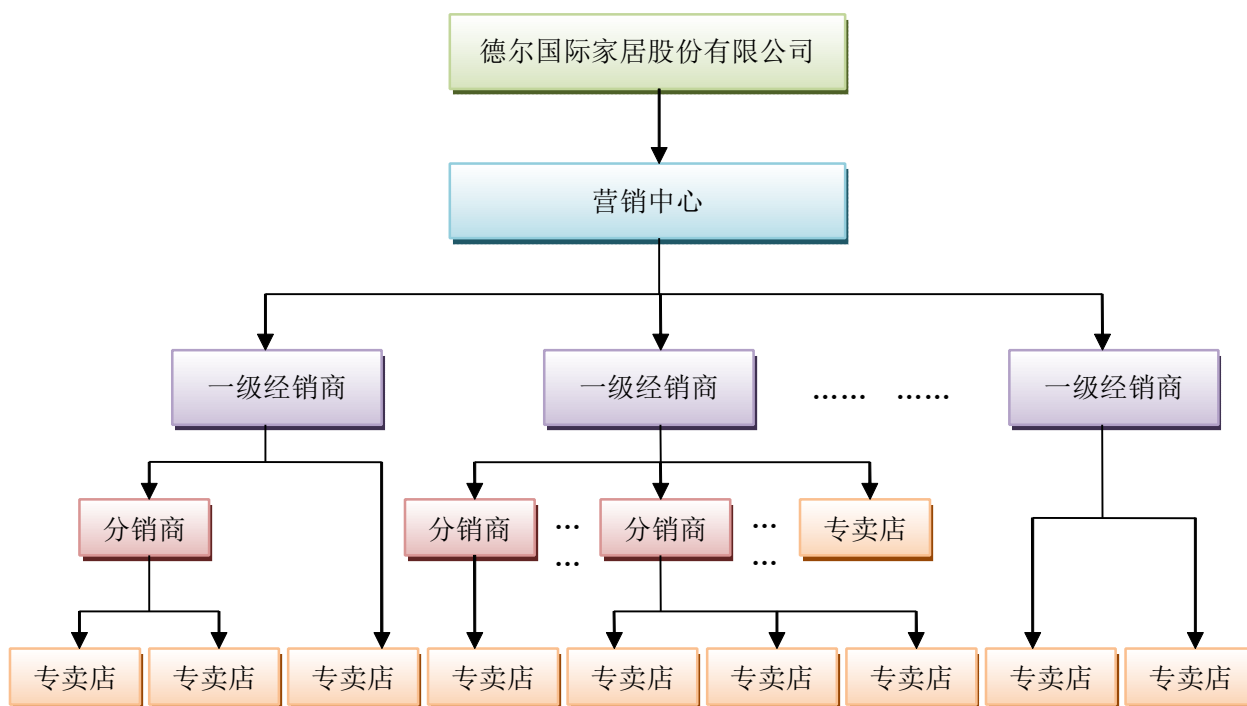 德尔国际家居股份有限公司
营销中心
一级经销商
一级经销商
…… ……
一级经销商
分销商
分销商
…
…
分销商
…
…
专卖店
专卖店
专卖店
专卖店
专卖店
专卖店
专卖店
专卖店
专卖店
专卖店